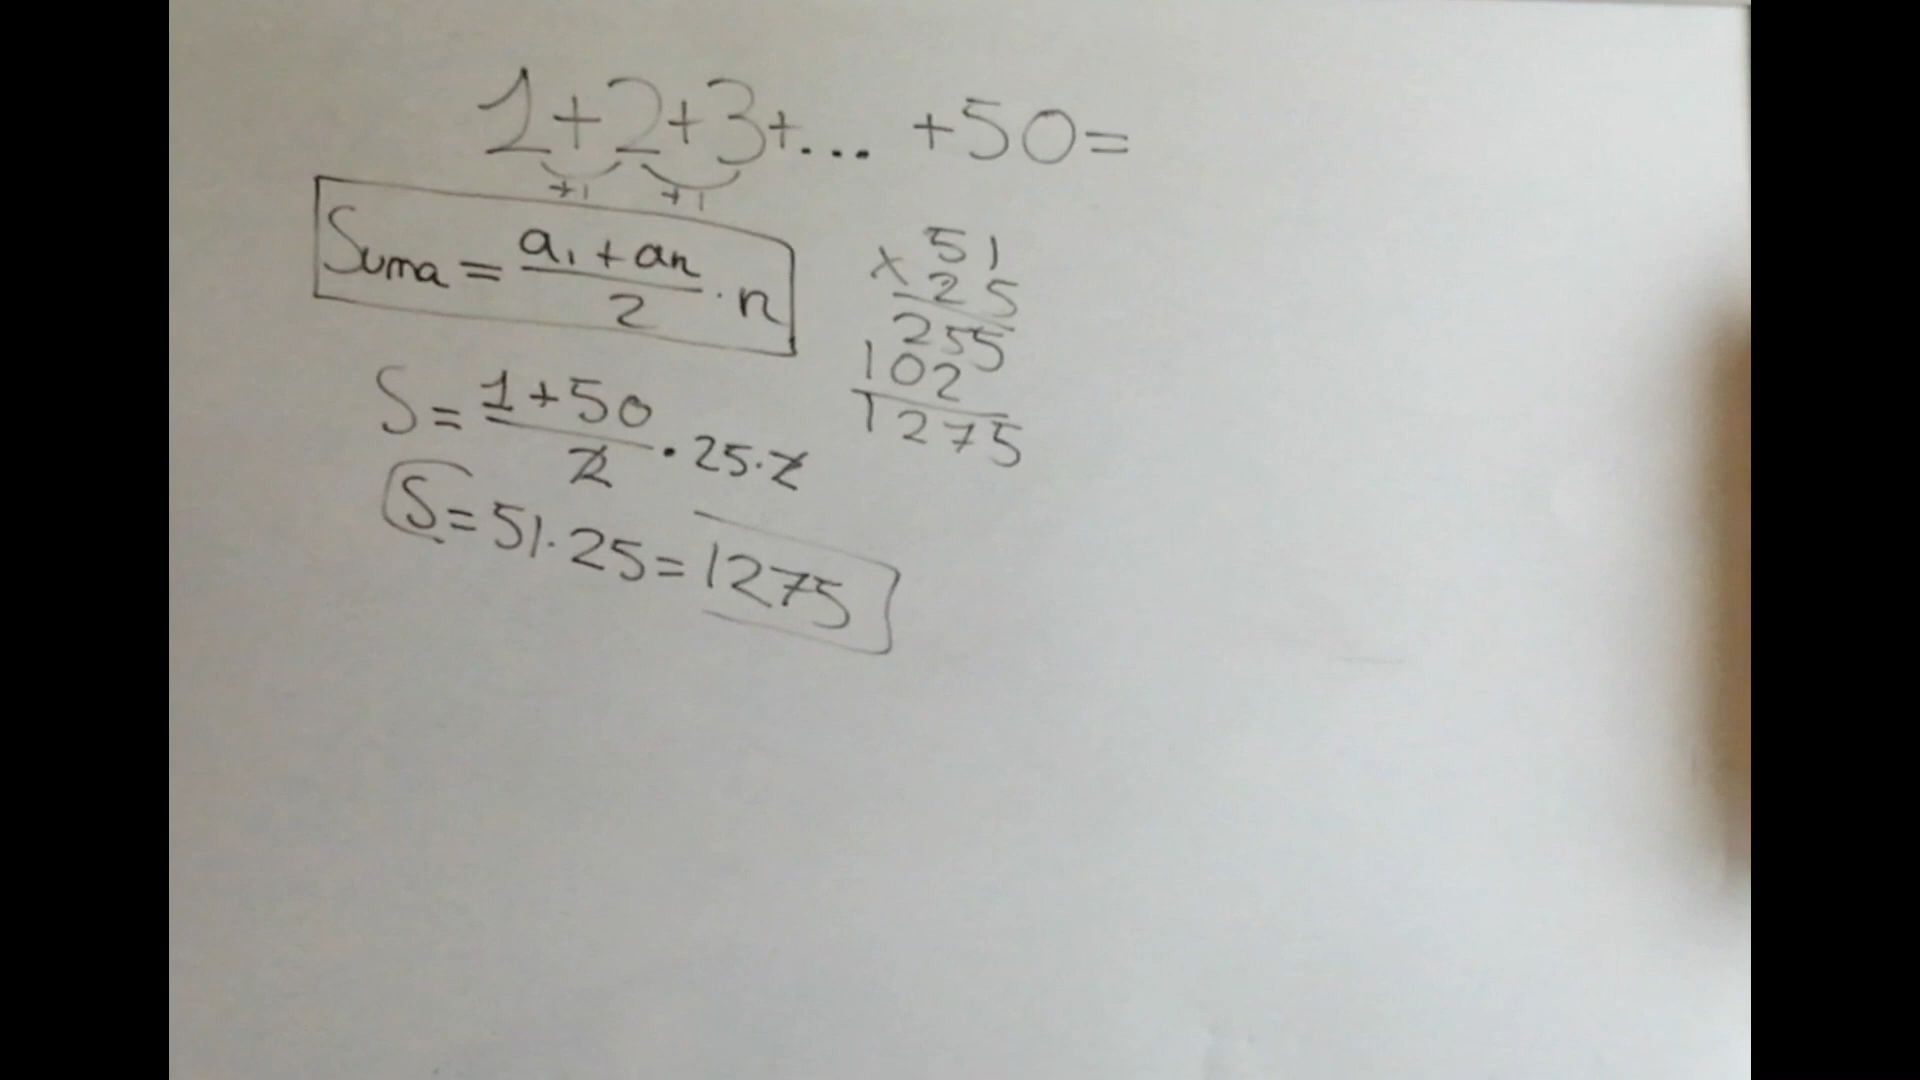 1+2+3+... +50=
+1 +1
Suma = a₁ + aₙ / 2 · n
S = 1+50 / 2 · 25·2
S = 51·25 = 1275
51
x 25
255
102
1275